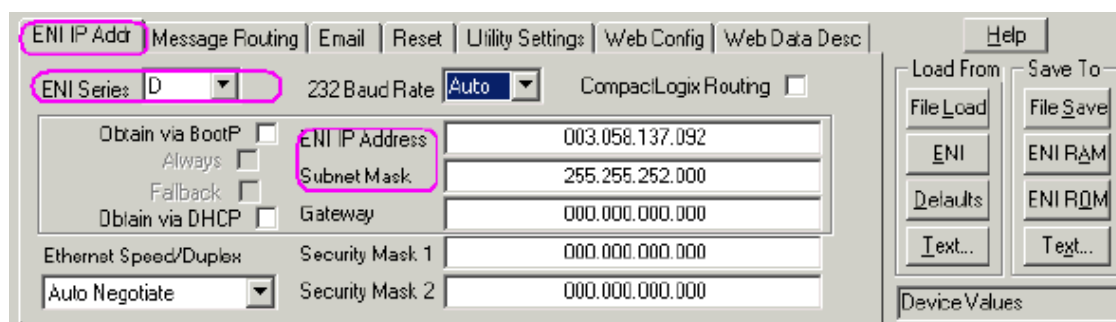 ENI IP Addr Message Routing Email Reset Utility Settings Web Config Web Data Desc Help
ENI Series D 232 Baud Rate Auto CompactLogix Routing
Load From Save To
Obtain via BootP ENI IP Address 003.058.137.092 File Load File Save
Always
Subnet Mask 255.255.252.000 ENI ENI RAM
Fallback
Obtain via DHCP Gateway 000.000.000.000 Defaults ENI ROM
Ethernet Speed/Duplex Security Mask 1 000.000.000.000 Text... Text...
Auto Negotiate Security Mask 2 000.000.000.000 Device Values